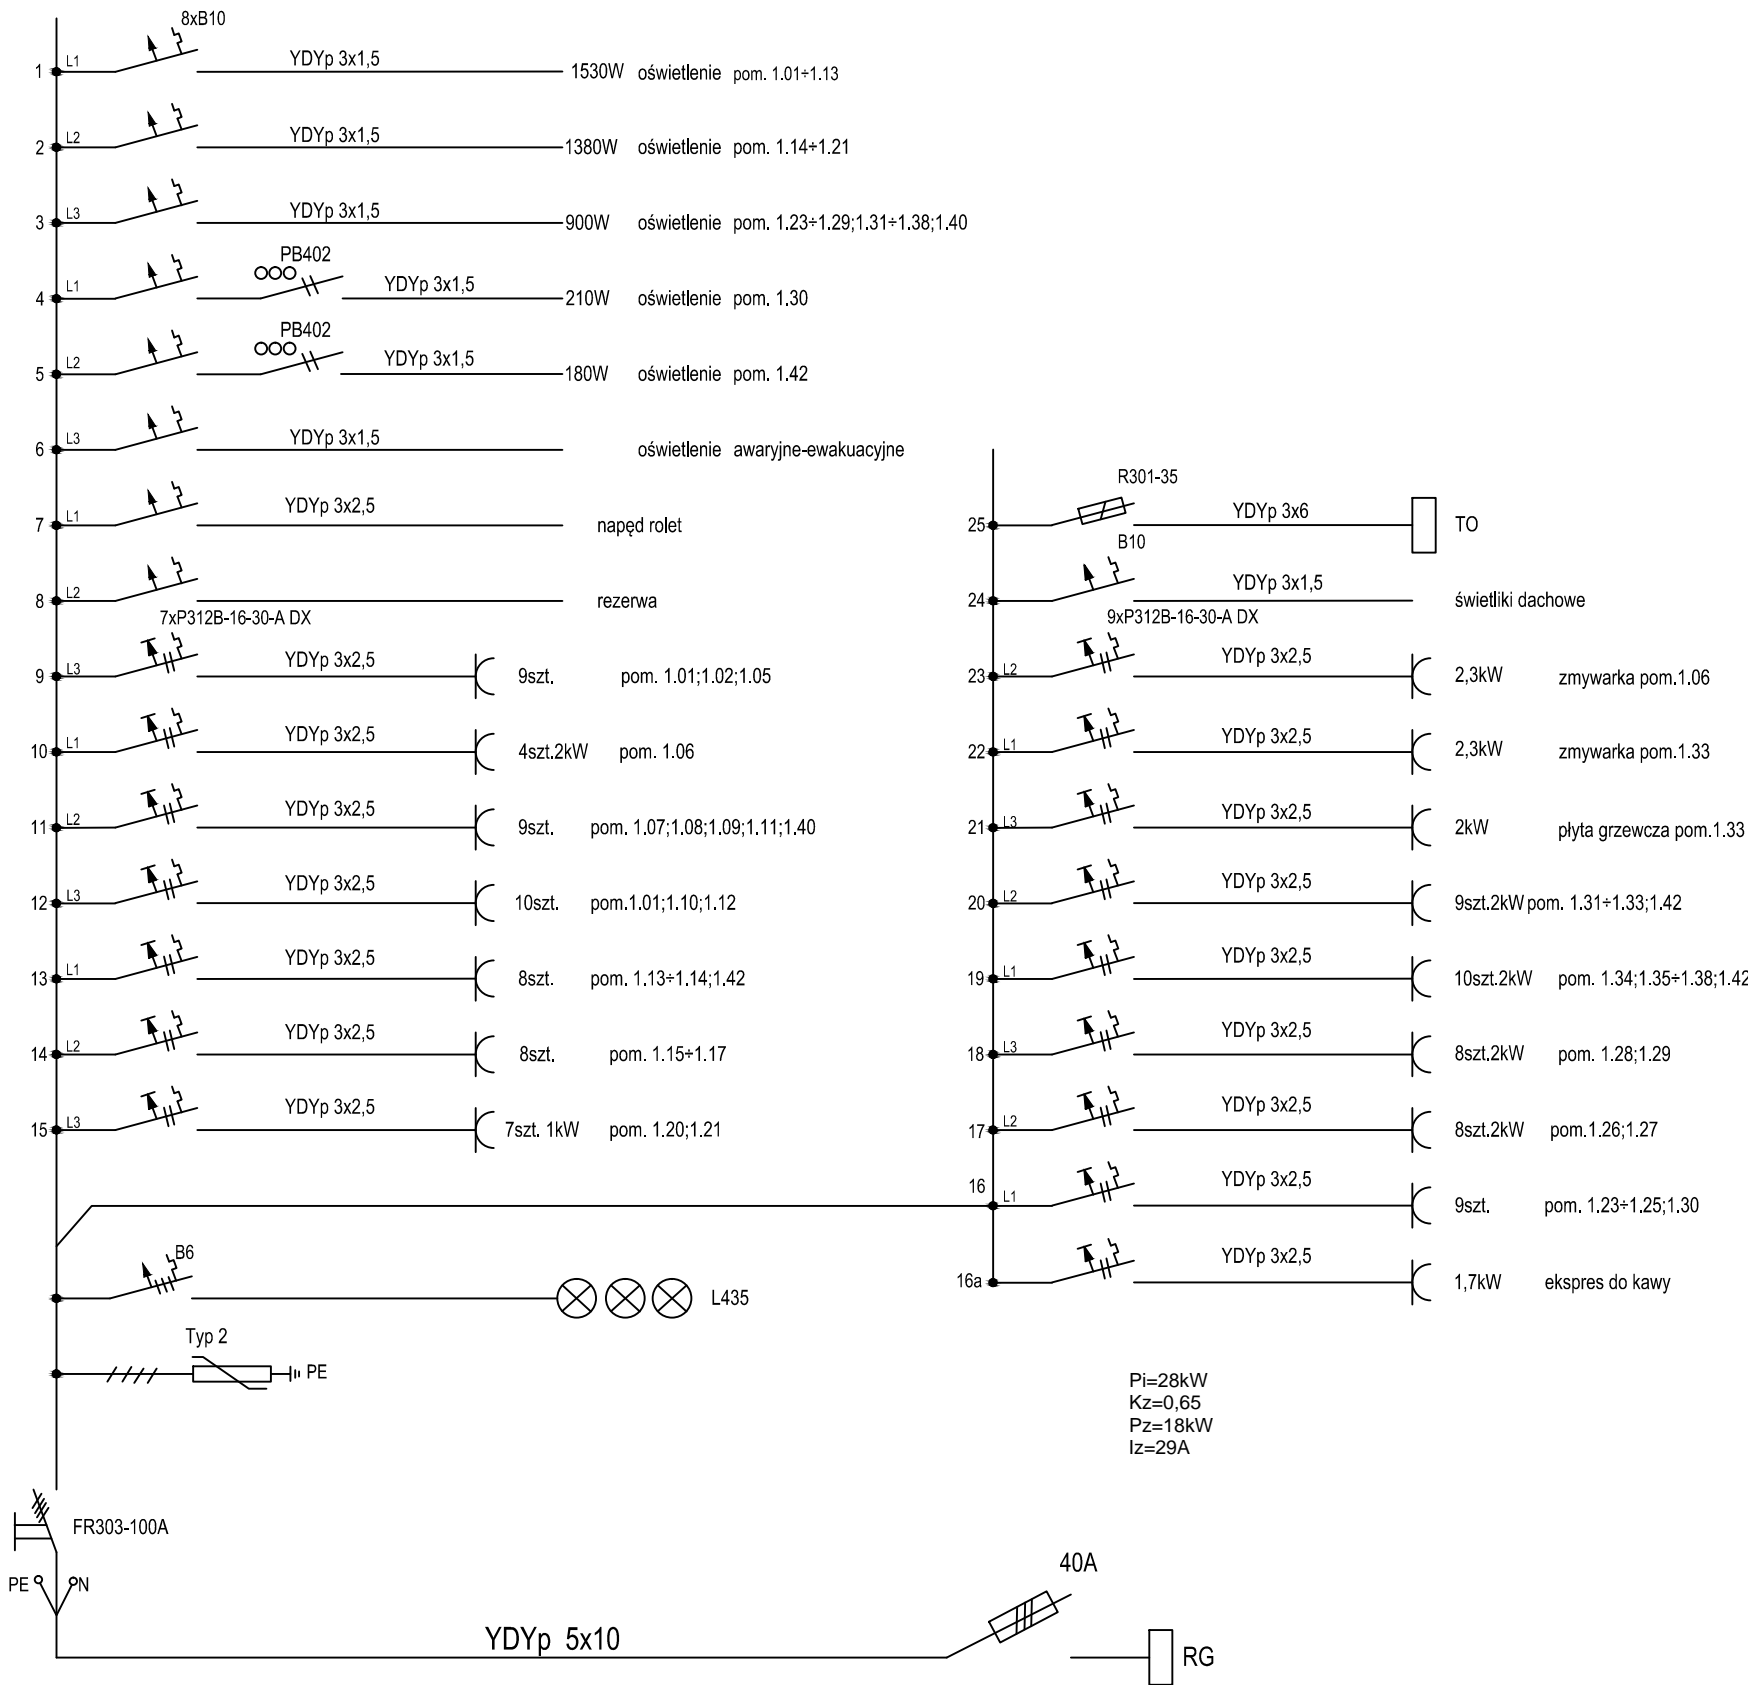 8xB10
1 L1 YDYp 3x1,5 1530W oświetlenie pom. 1.01÷1.13
2 L2 YDYp 3x1,5 1380W oświetlenie pom. 1.14÷1.21
3 L3 YDYp 3x1,5 900W oświetlenie pom. 1.23÷1.29;1.31÷1.38;1.40
PB402
4 L1 YDYp 3x1,5 210W oświetlenie pom. 1.30
PB402
5 L2 YDYp 3x1,5 180W oświetlenie pom. 1.42
6 L3 YDYp 3x1,5 oświetlenie awaryjne-ewakuacyjne
7 L1 YDYp 3x2,5 napęd rolet
8 L2 rezerwa
7xP312B-16-30-A DX
9 L3 YDYp 3x2,5 9szt. pom. 1.01;1.02;1.05
10 L1 YDYp 3x2,5 4szt.2kW pom. 1.06
11 L2 YDYp 3x2,5 9szt. pom. 1.07;1.08;1.09;1.11;1.40
12 L3 YDYp 3x2,5 10szt. pom.1.01;1.10;1.12
13 L1 YDYp 3x2,5 8szt. pom. 1.13÷1.14;1.42
14 L2 YDYp 3x2,5 8szt. pom. 1.15÷1.17
15 L3 YDYp 3x2,5 7szt. 1kW pom. 1.20;1.21
B6
L435
Typ 2
PE
FR303-100A
PE N
YDYp 5x10
40A
RG
R301-35
25 YDYp 3x6 TO
B10
24 YDYp 3x1,5 świetliki dachowe
9xP312B-16-30-A DX
23 L2 YDYp 3x2,5 2,3kW zmywarka pom.1.06
22 L1 YDYp 3x2,5 2,3kW zmywarka pom.1.33
21 L3 YDYp 3x2,5 2kW płyta grzewcza pom.1.33
20 L2 YDYp 3x2,5 9szt.2kW pom. 1.31÷1.33;1.42
19 L1 YDYp 3x2,5 10szt.2kW pom. 1.34;1.35÷1.38;1.42
18 L3 YDYp 3x2,5 8szt.2kW pom. 1.28;1.29
17 L2 YDYp 3x2,5 8szt.2kW pom.1.26;1.27
16 L1 YDYp 3x2,5 9szt. pom. 1.23÷1.25;1.30
16a YDYp 3x2,5 1,7kW ekspres do kawy
Pi=28kW
Kz=0,65
Pz=18kW
Iz=29A